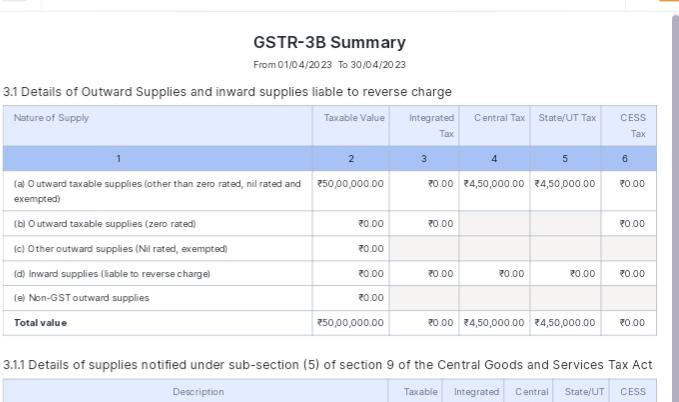 GSTR-3B Summary
From 01/04/2023 To 30/04/2023
3.1 Details of Outward Supplies and inward supplies liable to reverse charge
Nature of Supply Taxable Value Integrated Tax Central Tax State/UT Tax CESS Tax
1 2 3 4 5 6
(a) Outward taxable supplies (other than zero rated, nil rated and exempted) ₹50,00,000.00 ₹0.00 ₹4,50,000.00 ₹4,50,000.00 ₹0.00
(b) Outward taxable supplies (zero rated) ₹0.00 ₹0.00 ₹0.00
(c) Other outward supplies (Nil rated, exempted) ₹0.00
(d) Inward supplies (liable to reverse charge) ₹0.00 ₹0.00 ₹0.00 ₹0.00 ₹0.00
(e) Non-GST outward supplies ₹0.00
Total value ₹50,00,000.00 ₹0.00 ₹4,50,000.00 ₹4,50,000.00 ₹0.00
3.1.1 Details of supplies notified under sub-section (5) of section 9 of the Central Goods and Services Tax Act
Description Taxable Integrated Central State/UT CESS